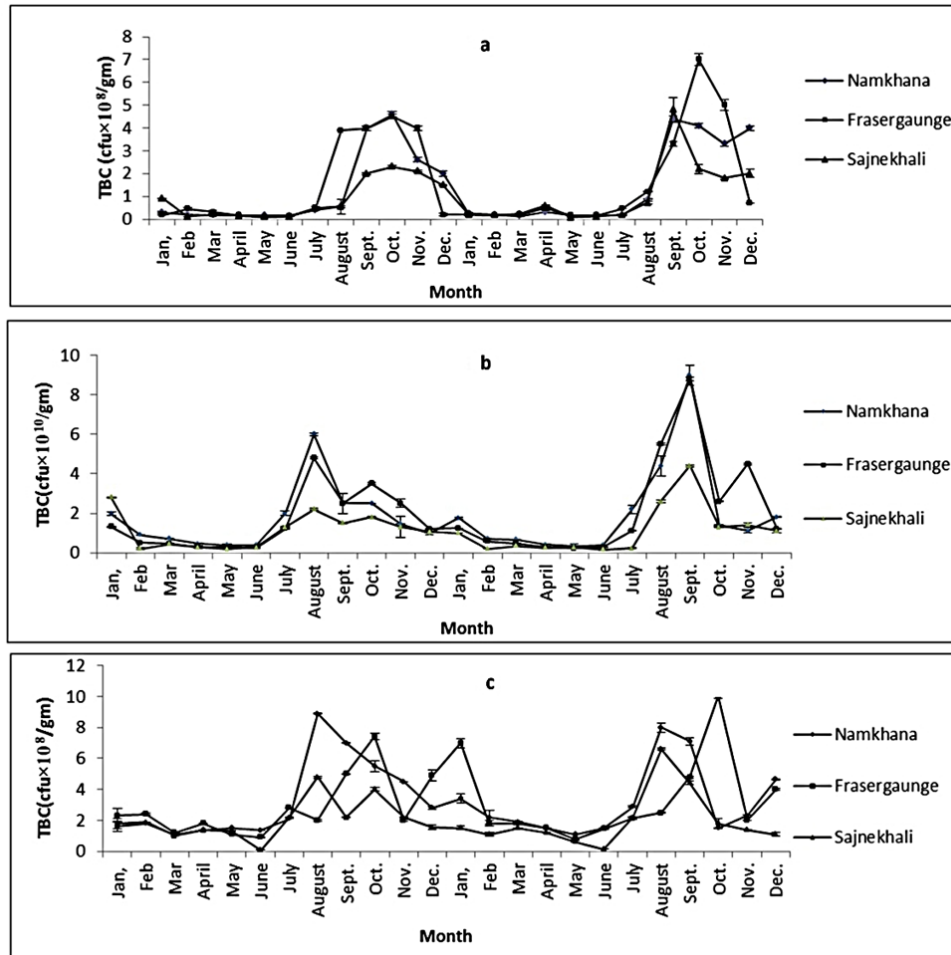 a
8
7
6
5
4
3
2
1
0
TBC (cfu×10⁸/gm)
Jan, Feb Mar April May June July August Sept. Oct. Nov. Dec. Jan, Feb Mar April May June July August Sept. Oct. Nov. Dec.
Month
Namkhana
Frasergaunge
Sajnekhali
b
10
8
6
4
2
0
TBC(cfu×10¹⁰/gm)
Jan, Feb Mar April May June July August Sept. Oct. Nov. Dec. Jan, Feb Mar April May June July August Sept. Oct. Nov. Dec.
Month
Namkhana
Frasergaunge
Sajnekhali
c
12
10
8
6
4
2
0
TBC(cfu×10⁸/gm)
Jan, Feb Mar April May June July August Sept. Oct. Nov. Dec. Jan, Feb Mar April May June July August Sept. Oct. Nov. Dec.
Month
Namkhana
Frasergaunge
Sajnekhali